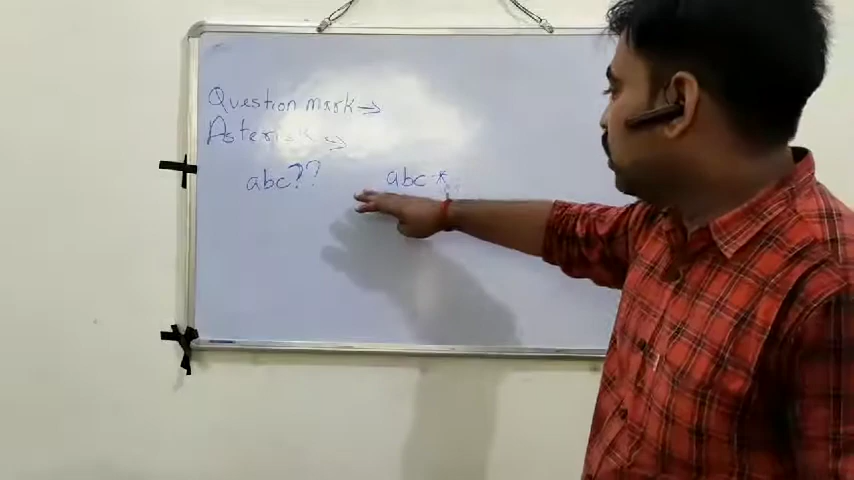 Question mark →
Asterisk →
abc?? abc*